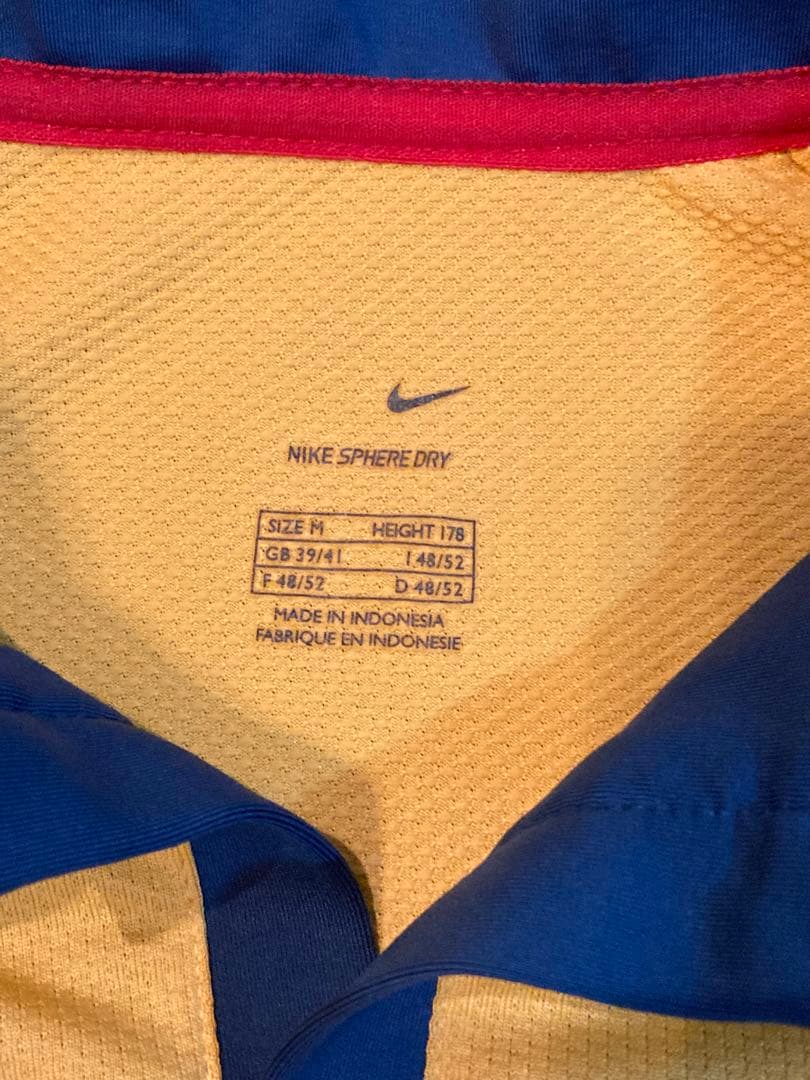 NIKE SPHERE DRY
SIZE M HEIGHT 178
GB 39/41 I 48/52
F 48/52 D 48/52
MADE IN INDONESIA
FABRIQUE EN INDONESIE